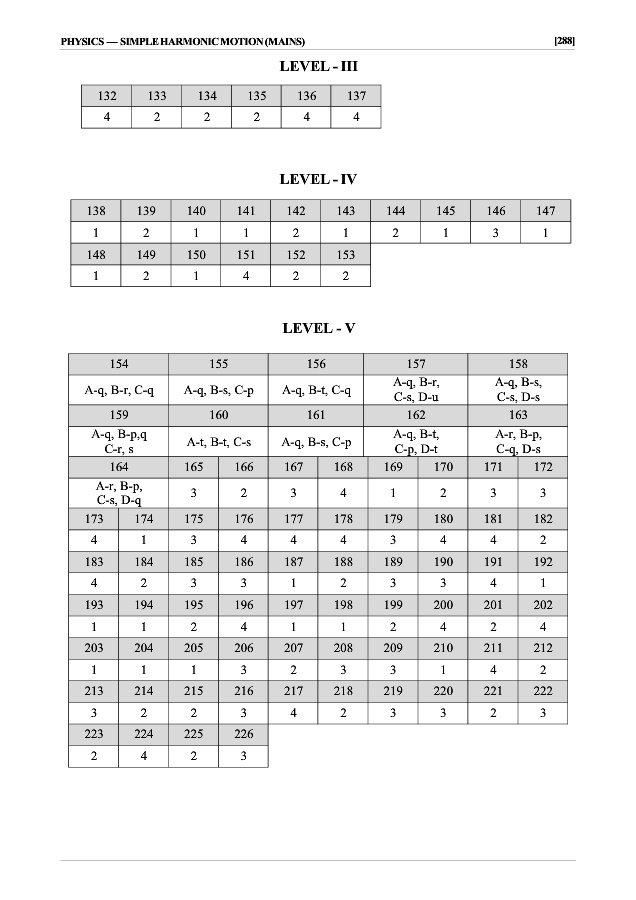 PHYSICS — SIMPLE HARMONIC MOTION (MAINS) [288]
LEVEL - III
132 133 134 135 136 137
4 2 2 2 4 4
LEVEL - IV
138 139 140 141 142 143 144 145 146 147
1 2 1 1 2 1 2 1 3 1
148 149 150 151 152 153
1 2 1 4 2 2
LEVEL - V
154 155 156 157 158
A-q, B-r, C-q A-q, B-s, C-p A-q, B-t, C-q A-q, B-r, C-s, D-u A-q, B-s, C-s, D-s
159 160 161 162 163
A-q, B-p,q C-r, s A-t, B-t, C-s A-q, B-s, C-p A-q, B-t, C-p, D-t A-r, B-p, C-q, D-s
164 165 166 167 168 169 170 171 172
A-r, B-p, C-s, D-q 3 2 3 4 1 2 3 3
173 174 175 176 177 178 179 180 181 182
4 1 3 4 4 4 3 4 4 2
183 184 185 186 187 188 189 190 191 192
4 2 3 3 1 2 3 3 4 1
193 194 195 196 197 198 199 200 201 202
1 1 2 4 1 1 2 4 2 4
203 204 205 206 207 208 209 210 211 212
1 1 1 3 2 3 3 1 4 2
213 214 215 216 217 218 219 220 221 222
3 2 2 3 4 2 3 3 2 3
223 224 225 226
2 4 2 3